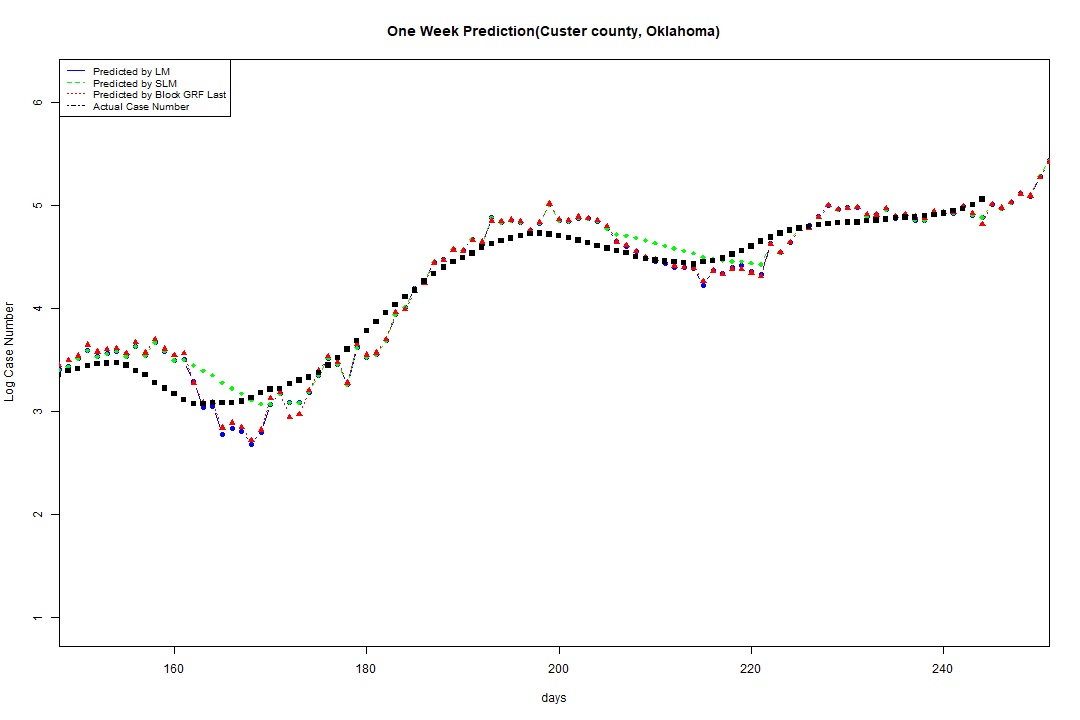 One Week Prediction(Custer county, Oklahoma)
Predicted by LM
Predicted by SLM
Predicted by Block GRF Last
Actual Case Number
6
5
4
3
2
1
Log Case Number
160 180 200 220 240
days